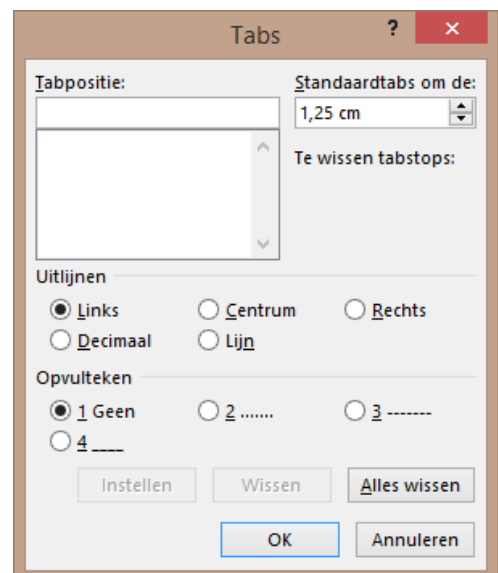 Tabs ? ×
Tabpositie: Standaardtabs om de:
1,25 cm
Te wissen tabstops:
Uitlijnen
Links Centrum Rechts
Decimaal Lijn
Opvulteken
1 Geen 2 ....... 3 -------
4 ____
Instellen Wissen Alles wissen
OK Annuleren